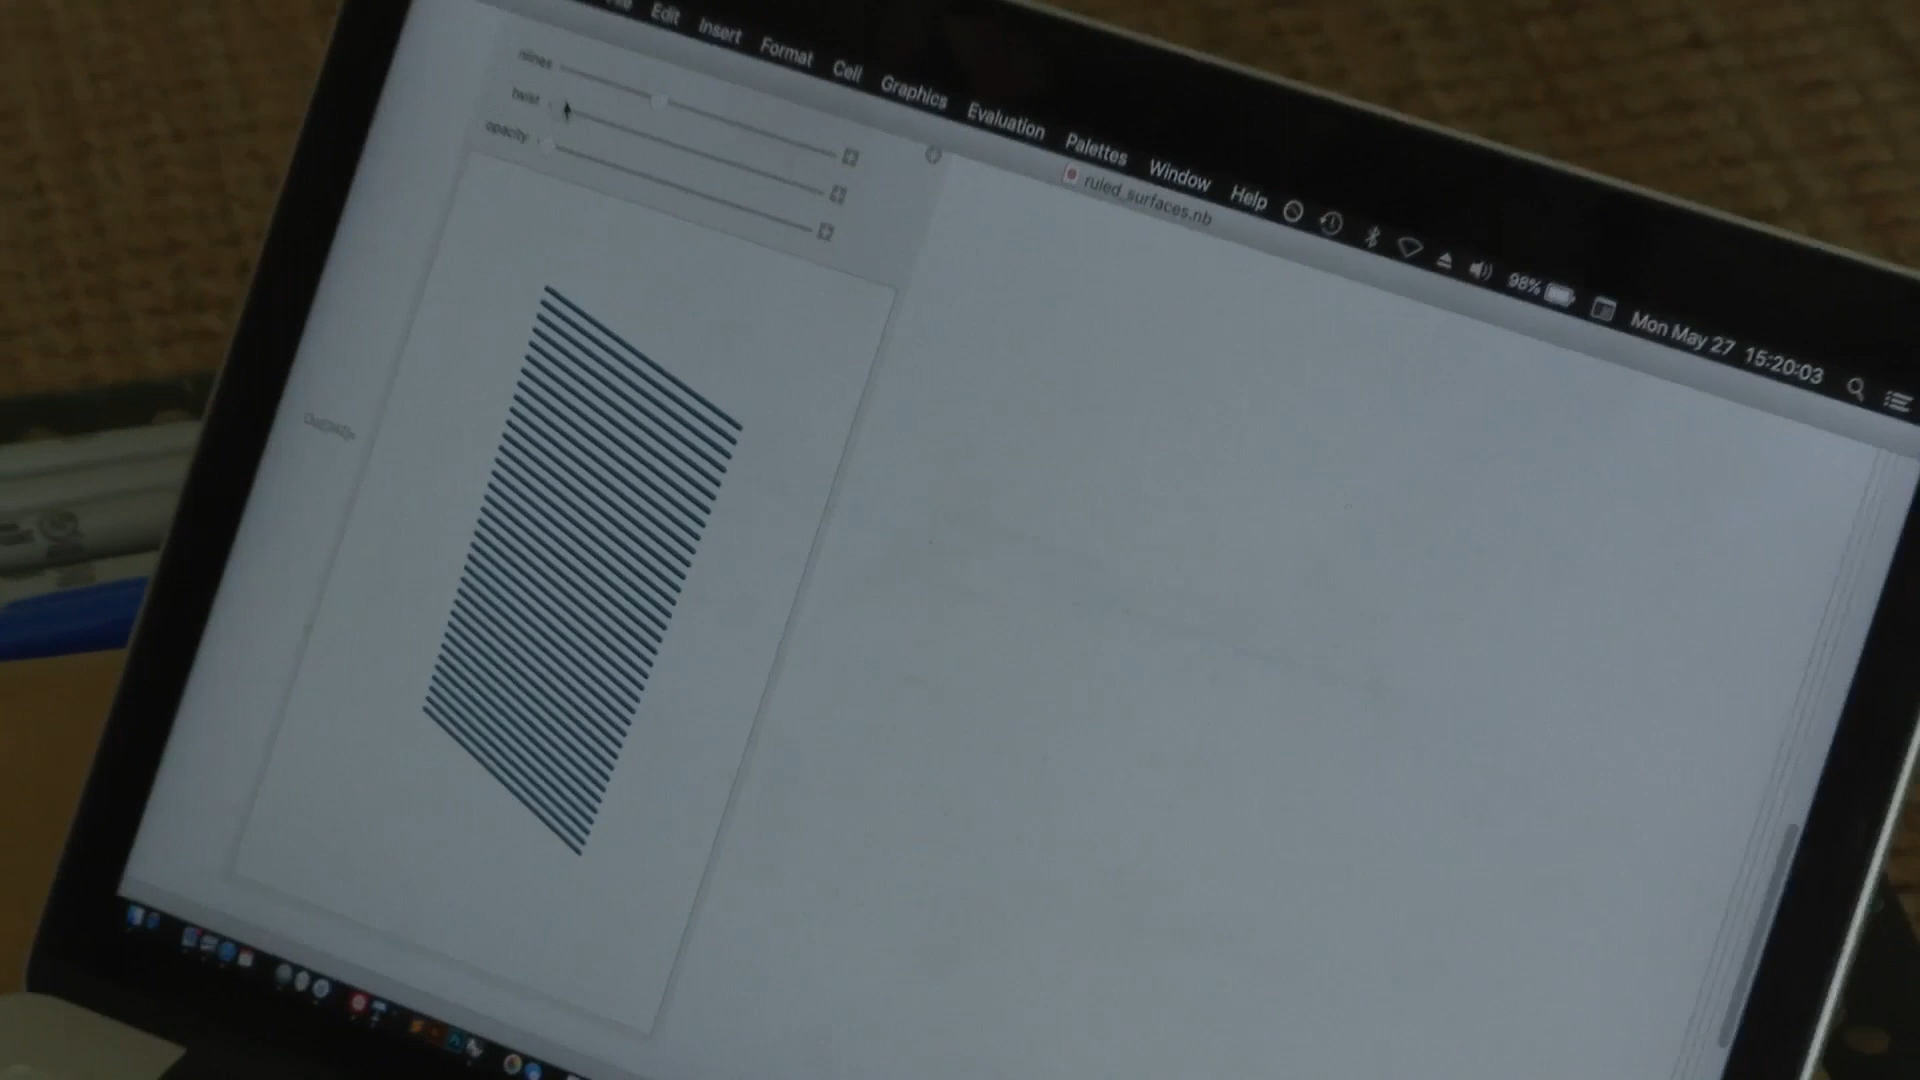 File Edit Insert Format Cell Graphics Evaluation Palettes Window Help 98% Mon May 27 15:20:03
ruled_surfaces.nb
nlines
twist
opacity